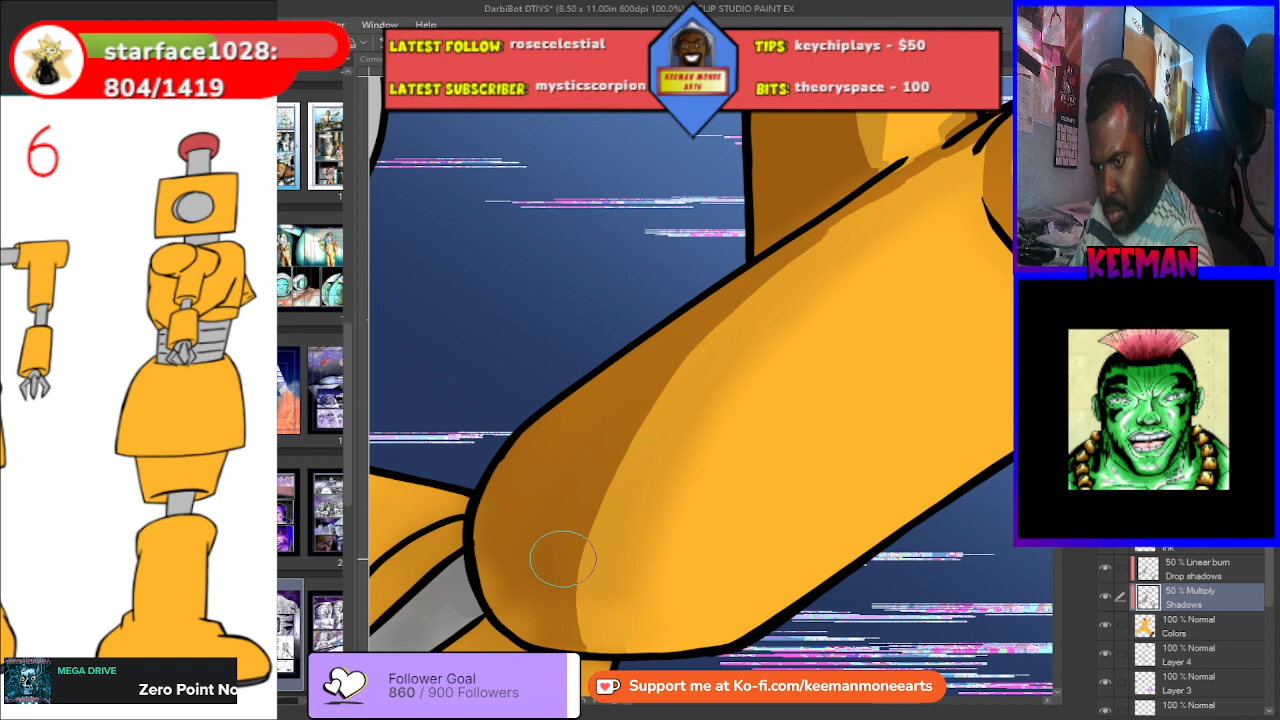 DarbiBot DTIYS* (8.50 x 11.00in 600dpi 100.0%)
CLIP STUDIO PAINT EX
Window Help
starface1028:
804/1419
LATEST FOLLOW: rosecelestial
LATEST SUBSCRIBER: mysticscorpion
KEEMAN MONEE
ARTS
TIPS: keychiplays - $50
BITS: theoryspace - 100
6
KEEMAN
50 % Linear burn
Drop shadows
50 % Multiply
Shadows
100 % Normal
Colors
100 % Normal
Layer 4
100 % Normal
Layer 3
100 % Normal
MEGA DRIVE
Zero Point No
Follower Goal
860 / 900 Followers
Support me at Ko-fi.com/keemanmoneearts